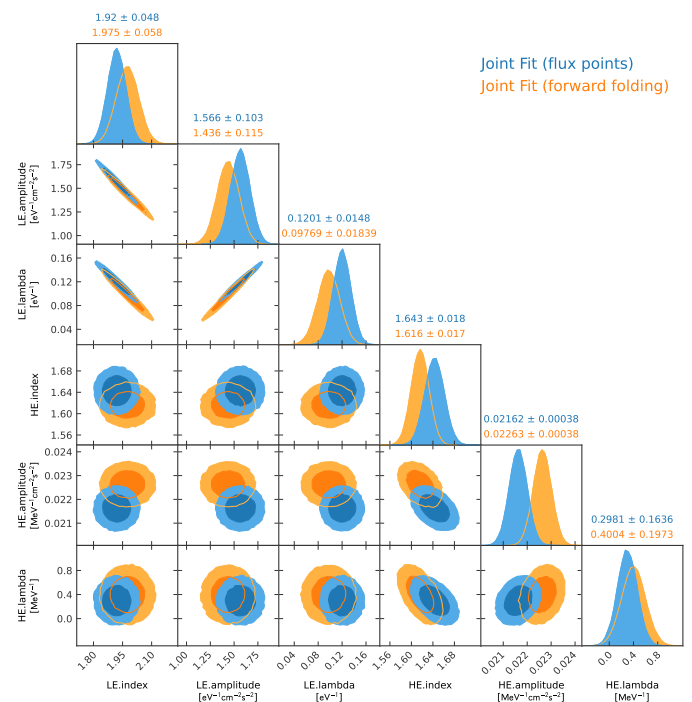 1.92 ± 0.048
1.975 ± 0.058
Joint Fit (flux points)
Joint Fit (forward folding)
1.566 ± 0.103
1.436 ± 0.115
LE.amplitude
[eV⁻¹cm⁻²s⁻²]
1.75
1.50
1.25
1.00
0.1201 ± 0.0148
0.09769 ± 0.01839
LE.lambda
[eV⁻¹]
0.16
0.12
0.08
0.04
1.643 ± 0.018
1.616 ± 0.017
HE.index
1.68
1.64
1.60
1.56
0.02162 ± 0.00038
0.02263 ± 0.00038
HE.amplitude
[MeV⁻¹cm⁻²s⁻²]
0.024
0.023
0.022
0.021
0.2981 ± 0.1636
0.4004 ± 0.1973
HE.lambda
[MeV⁻¹]
0.8
0.4
0.0
1.80 1.95 2.10 1.00 1.25 1.50 1.75 0.04 0.08 0.12 0.16 1.56 1.60 1.64 1.68 0.021 0.022 0.023 0.024 0.0 0.4 0.8
LE.index
LE.amplitude
[eV⁻¹cm⁻²s⁻²]
LE.lambda
[eV⁻¹]
HE.index
HE.amplitude
[MeV⁻¹cm⁻²s⁻²]
HE.lambda
[MeV⁻¹]